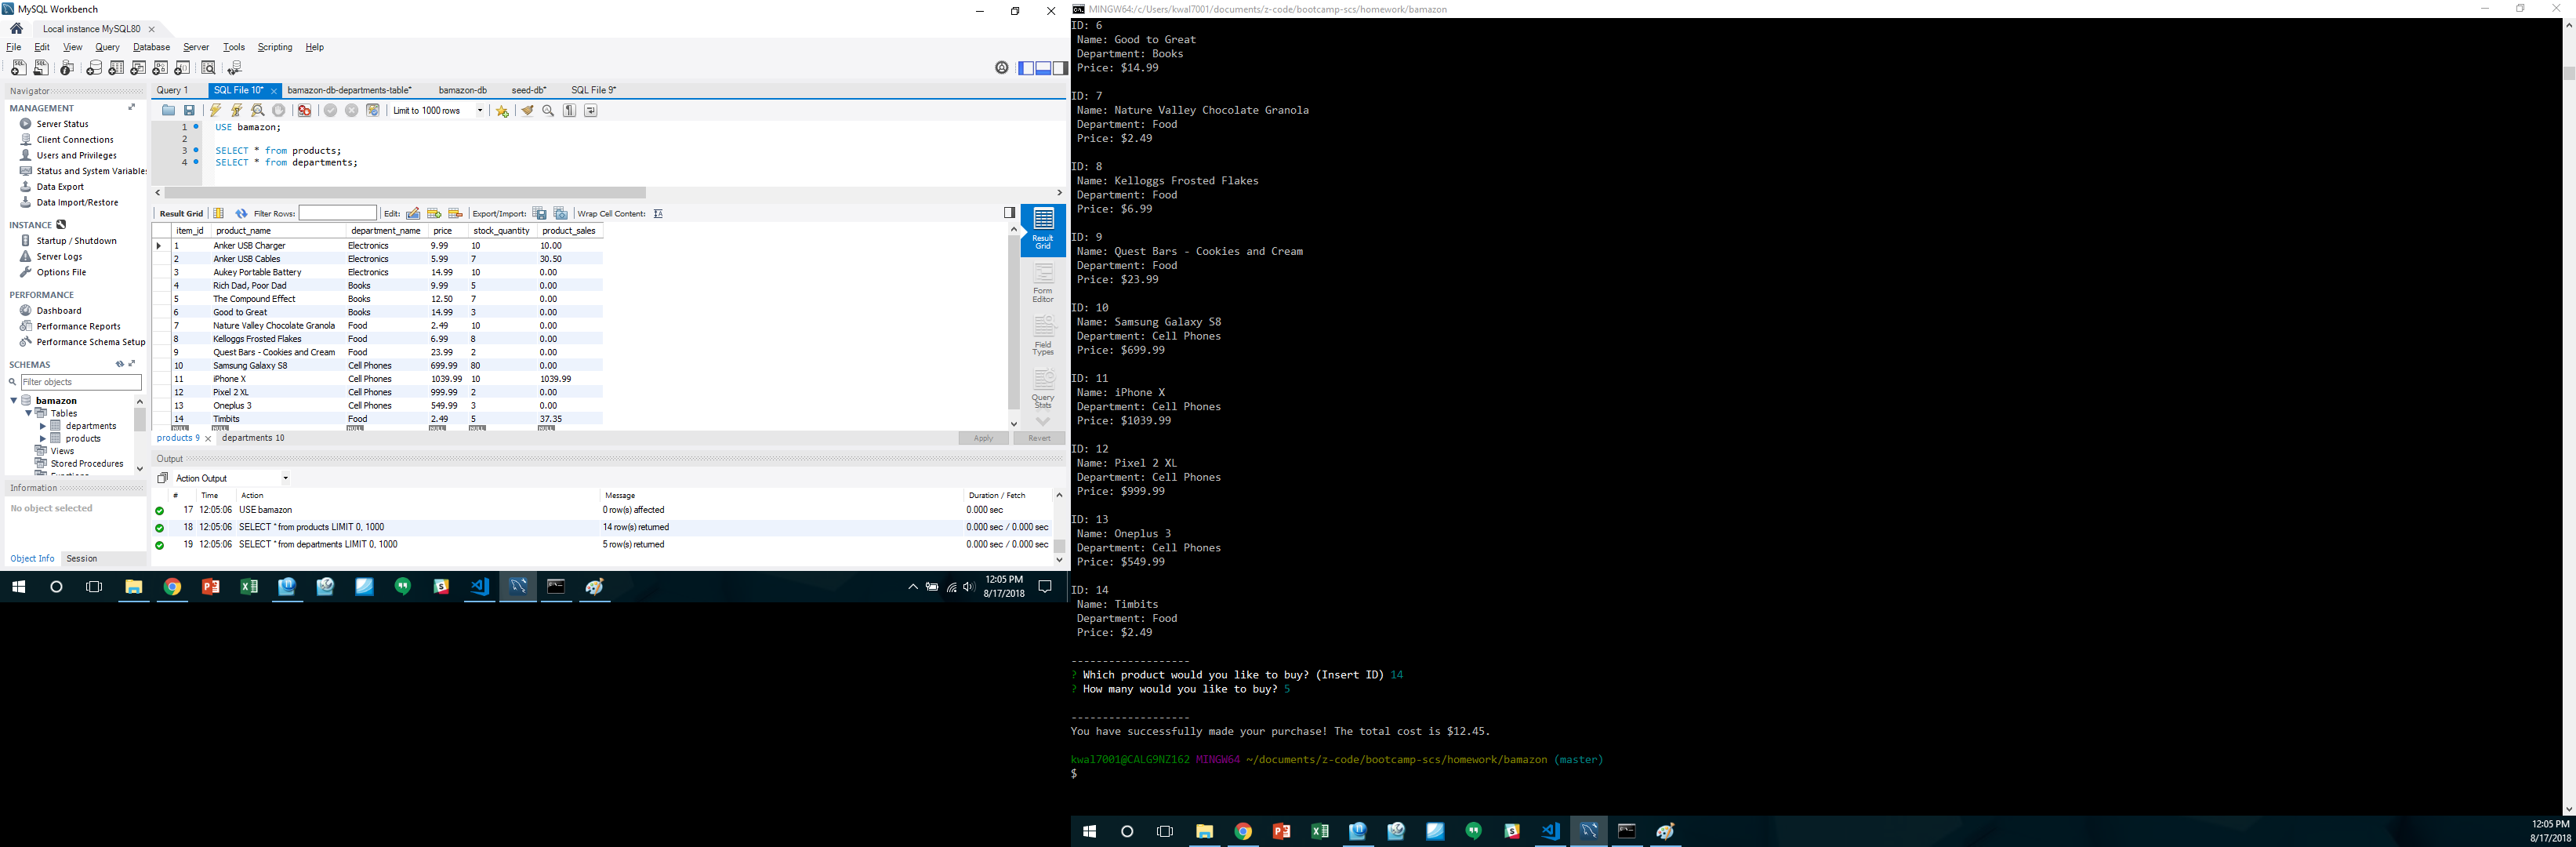 MySQL Workbench
Local instance MySQL80
File Edit View Query Database Server Tools Scripting Help
Navigator
MANAGEMENT
Server Status
Client Connections
Users and Privileges
Status and System Variable
Data Export
Data Import/Restore
INSTANCE
Startup / Shutdown
Server Logs
Options File
PERFORMANCE
Dashboard
Performance Reports
Performance Schema Setup
SCHEMAS
Filter objects
bamazon
Tables
departments
products
Views
Stored Procedures
Information
No object selected
Object Info Session
Query 1 SQL File 10* bamazon-db-departments-table* bamazon-db seed-db* SQL File 9*
Limit to 1000 rows
1 USE bamazon;
2
3 SELECT * from products;
4 SELECT * from departments;
Result Grid Filter Rows: Edit: Export/Import: Wrap Cell Content:
item_id product_name department_name price stock_quantity product_sales
1 Anker USB Charger Electronics 9.99 10 10.00
2 Anker USB Cables Electronics 5.99 7 30.50
3 Aukey Portable Battery Electronics 14.99 10 0.00
4 Rich Dad, Poor Dad Books 9.99 5 0.00
5 The Compound Effect Books 12.50 7 0.00
6 Good to Great Books 14.99 3 0.00
7 Nature Valley Chocolate Granola Food 2.49 10 0.00
8 Kelloggs Frosted Flakes Food 6.99 8 0.00
9 Quest Bars - Cookies and Cream Food 23.99 2 0.00
10 Samsung Galaxy S8 Cell Phones 699.99 80 0.00
11 iPhone X Cell Phones 1039.99 10 1039.99
12 Pixel 2 XL Cell Phones 999.99 2 0.00
13 Oneplus 3 Cell Phones 549.99 3 0.00
14 Timbits Food 2.49 5 37.35
NULL NULL NULL NULL NULL NULL
Result
Grid
Form
Editor
Field
Types
Query
Stats
products 9 departments 10
Apply Revert
Output
Action Output
# Time Action Message Duration / Fetch
17 12:05:06 USE bamazon 0 row(s) affected 0.000 sec
18 12:05:06 SELECT * from products LIMIT 0, 1000 14 row(s) returned 0.000 sec / 0.000 sec
19 12:05:06 SELECT * from departments LIMIT 0, 1000 5 row(s) returned 0.000 sec / 0.000 sec
12:05 PM
8/17/2018
MINGW64:/c/Users/kwal7001/documents/z-code/bootcamp-scs/homework/bamazon
ID: 6
Name: Good to Great
Department: Books
Price: $14.99
ID: 7
Name: Nature Valley Chocolate Granola
Department: Food
Price: $2.49
ID: 8
Name: Kelloggs Frosted Flakes
Department: Food
Price: $6.99
ID: 9
Name: Quest Bars - Cookies and Cream
Department: Food
Price: $23.99
ID: 10
Name: Samsung Galaxy S8
Department: Cell Phones
Price: $699.99
ID: 11
Name: iPhone X
Department: Cell Phones
Price: $1039.99
ID: 12
Name: Pixel 2 XL
Department: Cell Phones
Price: $999.99
ID: 13
Name: Oneplus 3
Department: Cell Phones
Price: $549.99
ID: 14
Name: Timbits
Department: Food
Price: $2.49
-------------------
? Which product would you like to buy? (Insert ID) 14
? How many would you like to buy? 5
-------------------
You have successfully made your purchase! The total cost is $12.45.
kwal7001@CALG9NZ162 MINGW64 ~/documents/z-code/bootcamp-scs/homework/bamazon (master)
$
12:05 PM
8/17/2018